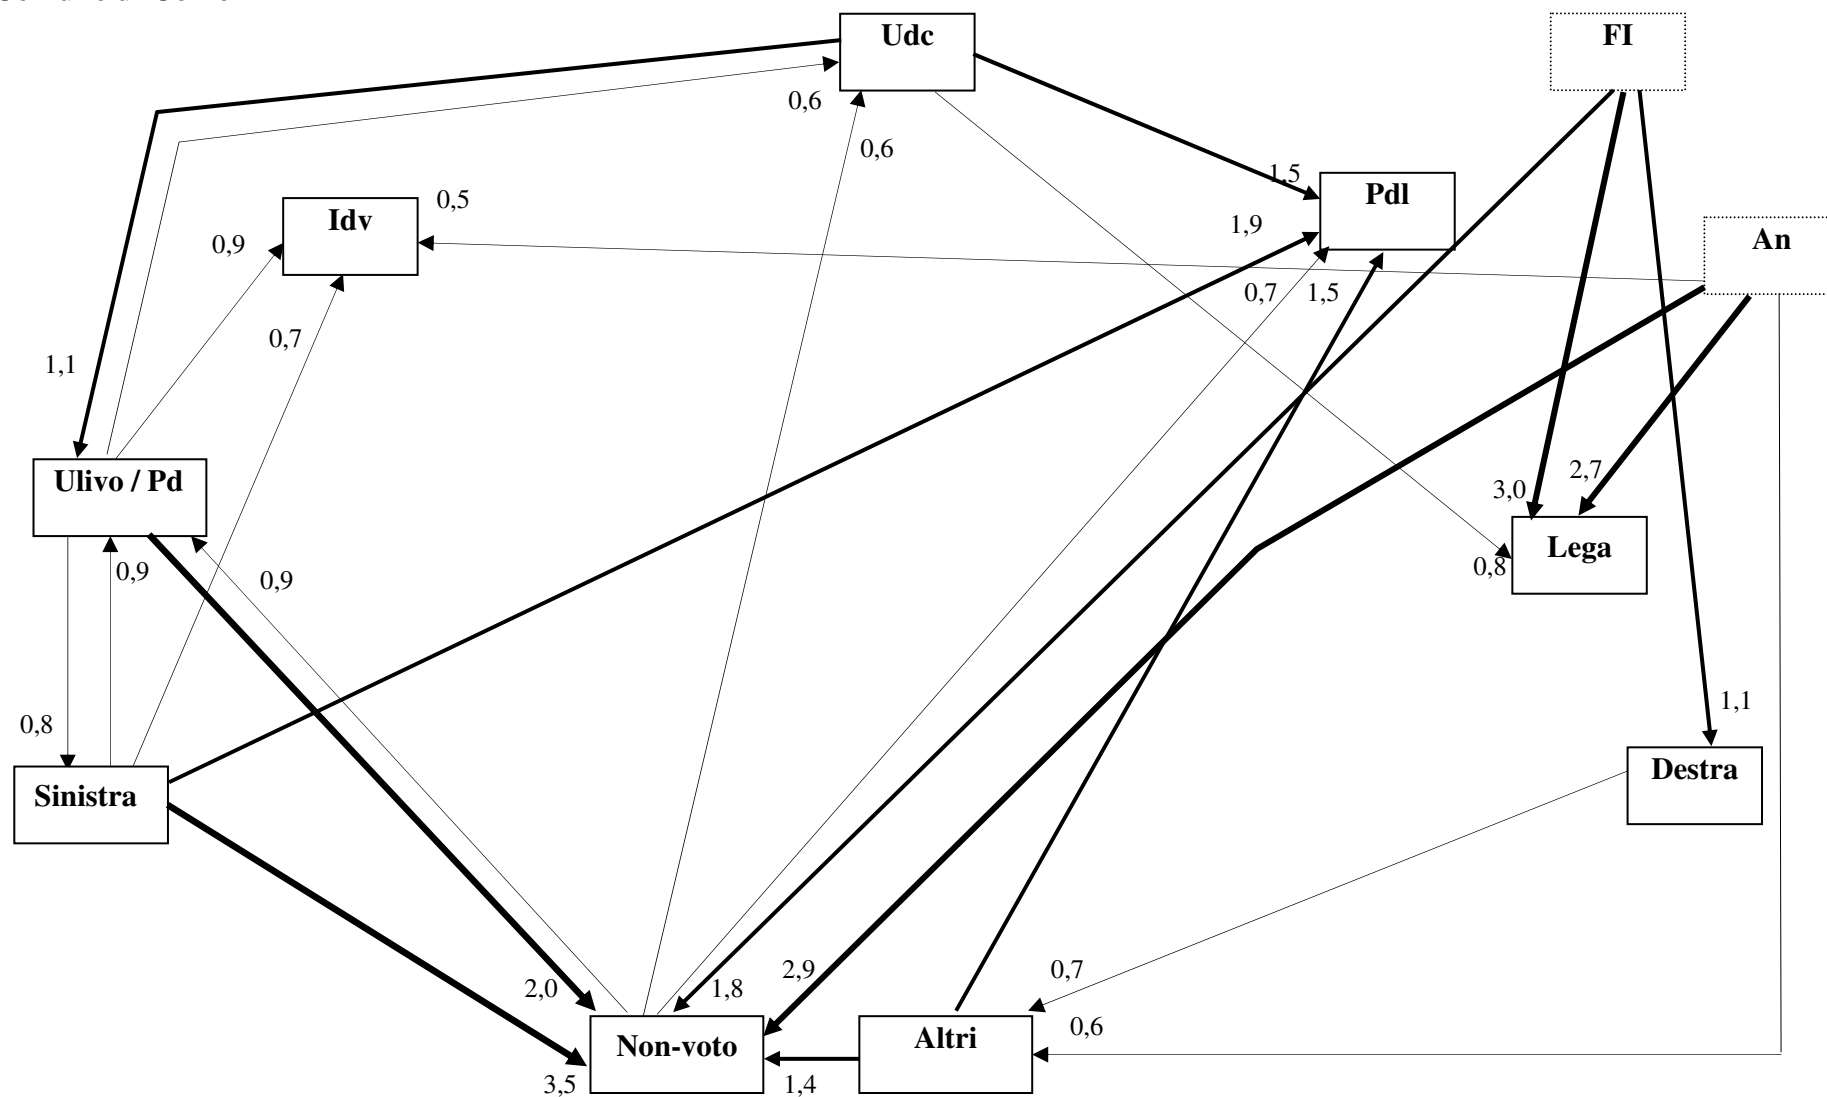 Udc
FI
0,6
0,6
1,5
Pdl
Idv
0,5
0,9
1,9
An
0,7
1,5
0,7
1,1
Ulivo / Pd
2,7
3,0
Lega
0,8
0,9
0,9
0,8
1,1
Sinistra
Destra
2,0
1,8
2,9
0,7
Non-voto
Altri
0,6
3,5
1,4